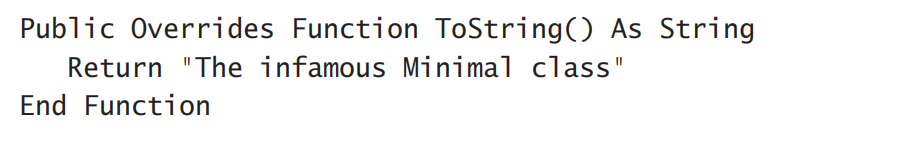 Public Overrides Function ToString() As String
   Return "The infamous Minimal class"
End Function